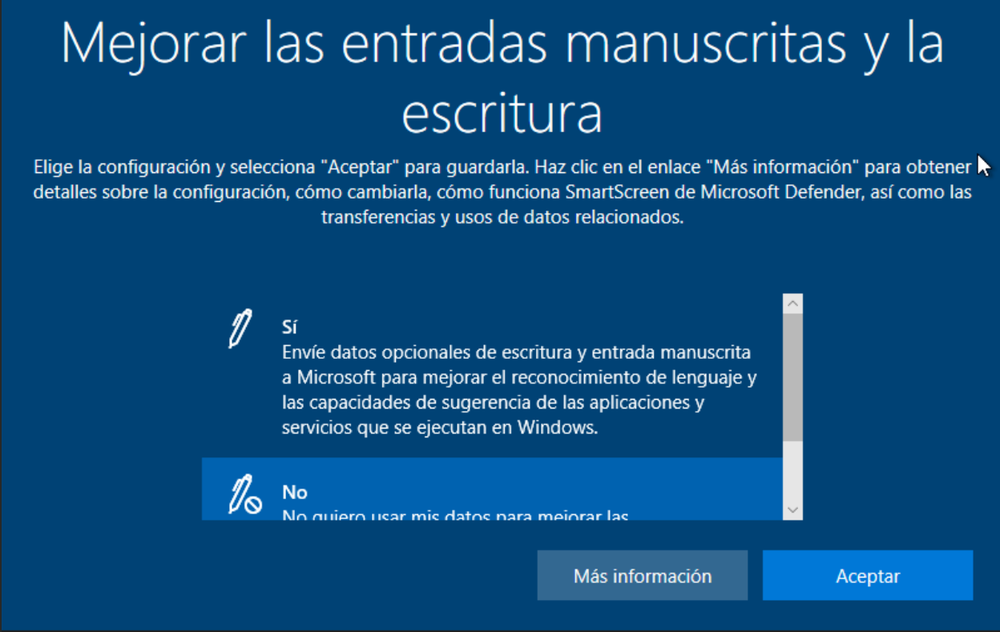 Mejorar las entradas manuscritas y la
escritura
Elige la configuración y selecciona "Aceptar" para guardarla. Haz clic en el enlace "Más información" para obtener
detalles sobre la configuración, cómo cambiarla, cómo funciona SmartScreen de Microsoft Defender, así como las
transferencias y usos de datos relacionados.
Sí
Envíe datos opcionales de escritura y entrada manuscrita
a Microsoft para mejorar el reconocimiento de lenguaje y
las capacidades de sugerencia de las aplicaciones y
servicios que se ejecutan en Windows.
No
No quiero usar mis datos para mejorar las
Más información
Aceptar